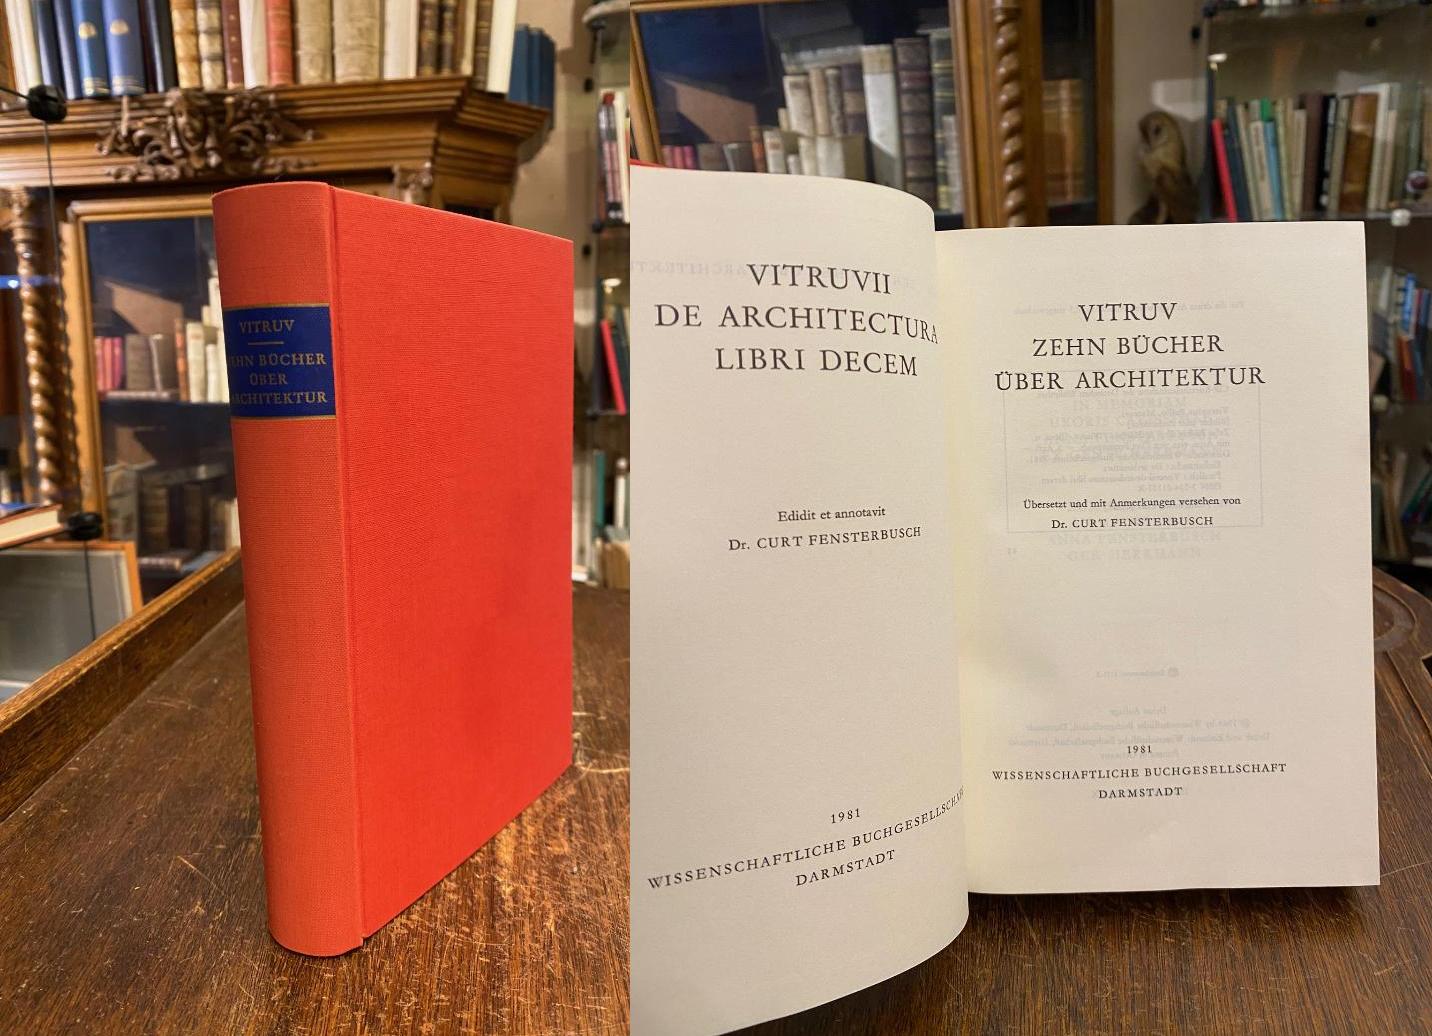 VITRUV
ZEHN BÜCHER
ÜBER
ARCHITEKTUR
VITRUVII
DE ARCHITECTURA
LIBRI DECEM
Edidit et annotavit
Dr. CURT FENSTERBUSCH
1981
WISSENSCHAFTLICHE BUCHGESELLSCHAFT
DARMSTADT
VITRUV
ZEHN BÜCHER
ÜBER ARCHITEKTUR
Übersetzt und mit Anmerkungen versehen von
Dr. CURT FENSTERBUSCH
1981
WISSENSCHAFTLICHE BUCHGESELLSCHAFT
DARMSTADT